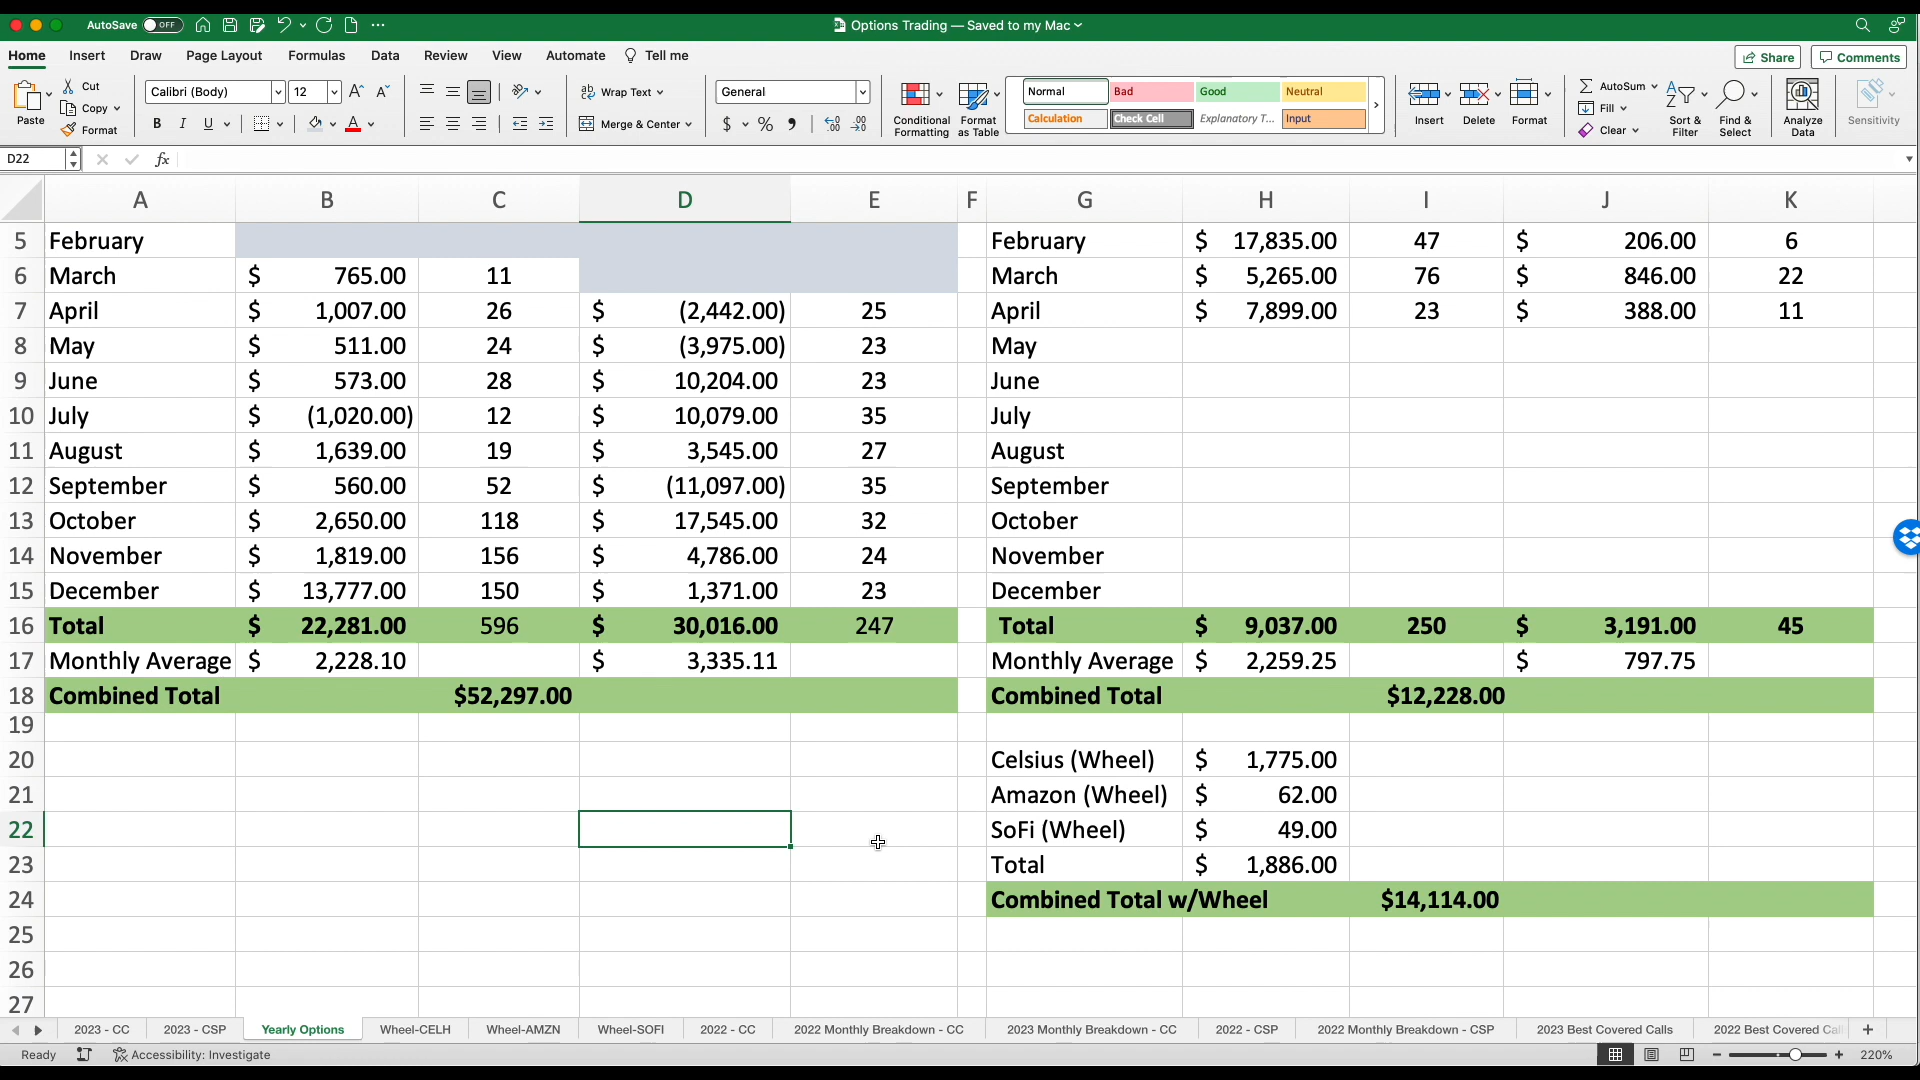 AutoSave OFF Options Trading — Saved to my Mac
Home Insert Draw Page Layout Formulas Data Review View Automate Tell me Share Comments
Paste Cut Copy Format Calibri (Body) 12 Wrap Text General Conditional Formatting Format as Table Normal Bad Good Neutral Insert Delete Format AutoSum Fill Clear Sort & Filter Find & Select Analyze Data Sensitivity
B I U Merge & Center $ % Calculation Check Cell Explanatory T... Input
D22 fx
A B C D E F G H I J K
5 February February $ 17,835.00 47 $ 206.00 6
6 March $ 765.00 11 March $ 5,265.00 76 $ 846.00 22
7 April $ 1,007.00 26 $ (2,442.00) 25 April $ 7,899.00 23 $ 388.00 11
8 May $ 511.00 24 $ (3,975.00) 23 May
9 June $ 573.00 28 $ 10,204.00 23 June
10 July $ (1,020.00) 12 $ 10,079.00 35 July
11 August $ 1,639.00 19 $ 3,545.00 27 August
12 September $ 560.00 52 $ (11,097.00) 35 September
13 October $ 2,650.00 118 $ 17,545.00 32 October
14 November $ 1,819.00 156 $ 4,786.00 24 November
15 December $ 13,777.00 150 $ 1,371.00 23 December
16 Total $ 22,281.00 596 $ 30,016.00 247 Total $ 9,037.00 250 $ 3,191.00 45
17 Monthly Average $ 2,228.10 $ 3,335.11 Monthly Average $ 2,259.25 $ 797.75
18 Combined Total $52,297.00 Combined Total $12,228.00
19
20 Celsius (Wheel) $ 1,775.00
21 Amazon (Wheel) $ 62.00
22 SoFi (Wheel) $ 49.00
23 Total $ 1,886.00
24 Combined Total w/Wheel $14,114.00
25
26
27
2023 - CC 2023 - CSP Yearly Options Wheel-CELH Wheel-AMZN Wheel-SOFI 2022 - CC 2022 Monthly Breakdown - CC 2023 Monthly Breakdown - CC 2022 - CSP 2022 Monthly Breakdown - CSP 2023 Best Covered Calls 2022 Best Covered Cal
Ready Accessibility: Investigate 220%